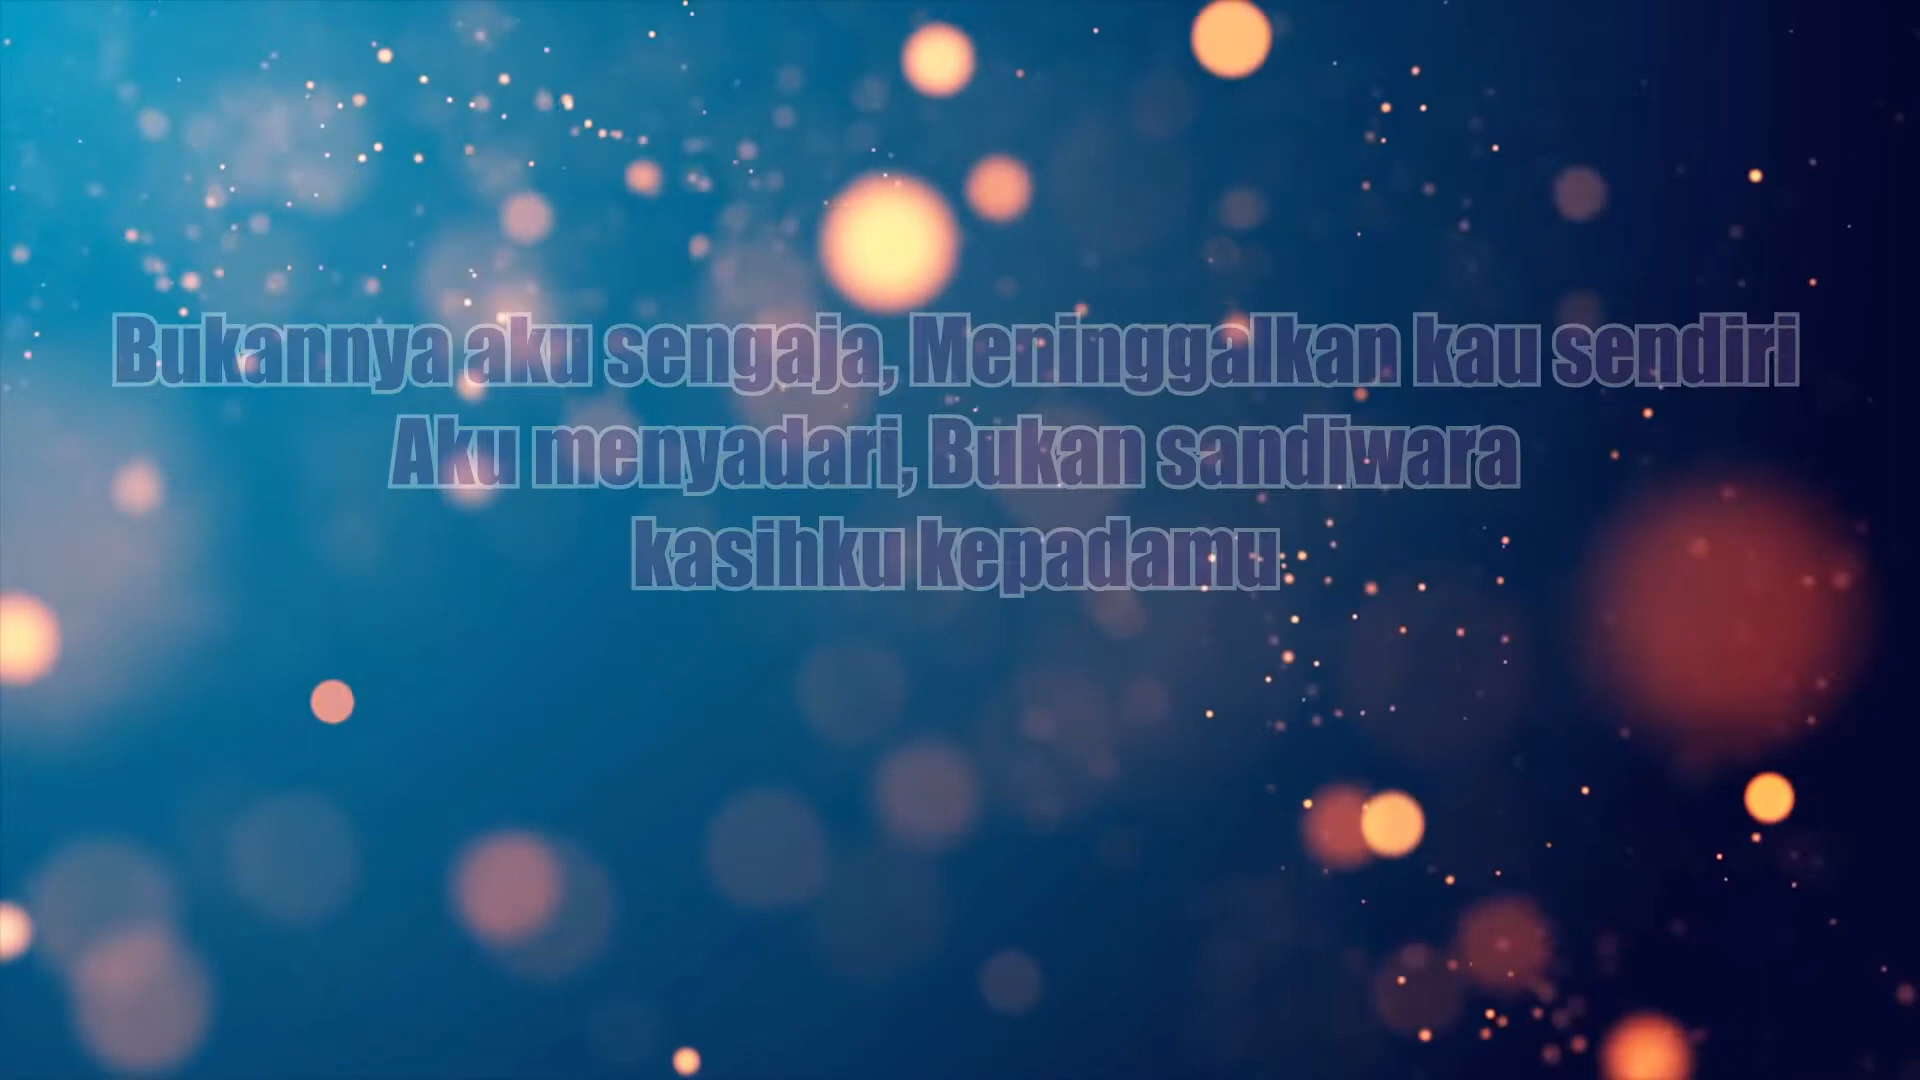 Bukannya aku sengaja, Meninggalkan kau sendiri
Aku menyadari, Bukan sandiwara
kasihku kepadamu